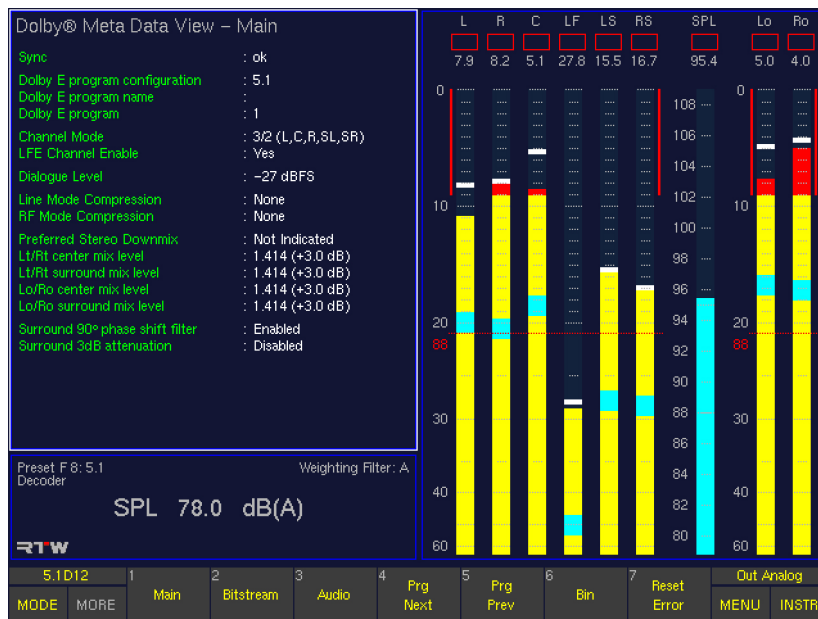 Dolby® Meta Data View – Main
Sync : ok
Dolby E program configuration : 5.1
Dolby E program name :
Dolby E program : 1
Channel Mode : 3/2 (L,C,R,SL,SR)
LFE Channel Enable : Yes
Dialogue Level : –27 dBFS
Line Mode Compression : None
RF Mode Compression : None
Preferred Stereo Downmix : Not Indicated
Lt/Rt center mix level : 1.414 (+3.0 dB)
Lt/Rt surround mix level : 1.414 (+3.0 dB)
Lo/Ro center mix level : 1.414 (+3.0 dB)
Lo/Ro surround mix level : 1.414 (+3.0 dB)
Surround 90º phase shift filter : Enabled
Surround 3dB attenuation : Disabled
Preset F 8: 5.1 Weighting Filter: A
Decoder
SPL 78.0 dB(A)
RTW
L R C LF LS RS SPL Lo Ro
7.9 8.2 5.1 27.8 15.5 16.7 95.4 5.0 4.0
0
10
20
88
30
40
60
108
106
104
102
100
98
96
94
92
90
88
86
84
82
80
0
10
20
88
30
40
60
5.1D12 1 2 3 4 5 6 7 Out Analog
MODE MORE Main Bitstream Audio Prg Next Prg Prev Bin Reset Error MENU INSTR